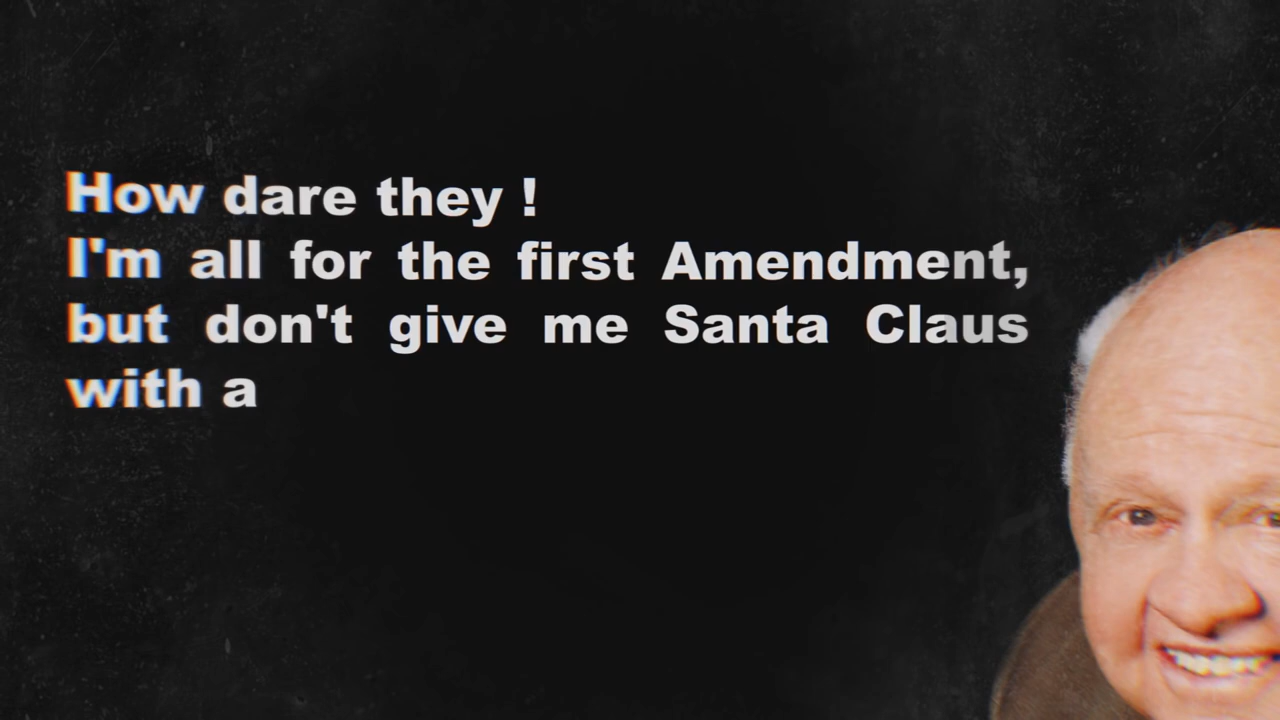 How dare they !
I'm all for the first Amendment,
but don't give me Santa Claus
with a